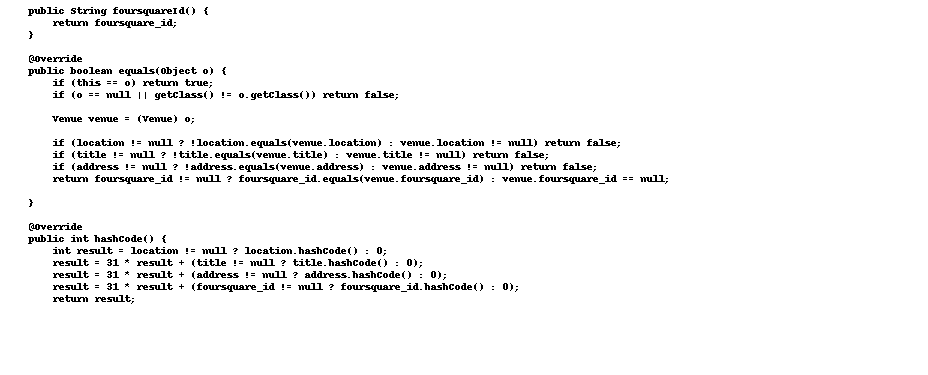 public String foursquareId() {
return foursquare_id;
}
@Override
public boolean equals(Object o) {
if (this == o) return true;
if (o == null || getClass() != o.getClass()) return false;
Venue venue = (Venue) o;
if (location != null ? !location.equals(venue.location) : venue.location != null) return false;
if (title != null ? !title.equals(venue.title) : venue.title != null) return false;
if (address != null ? !address.equals(venue.address) : venue.address != null) return false;
return foursquare_id != null ? foursquare_id.equals(venue.foursquare_id) : venue.foursquare_id == null;
}
@Override
public int hashCode() {
int result = location != null ? location.hashCode() : 0;
result = 31 * result + (title != null ? title.hashCode() : 0);
result = 31 * result + (address != null ? address.hashCode() : 0);
result = 31 * result + (foursquare_id != null ? foursquare_id.hashCode() : 0);
return result;